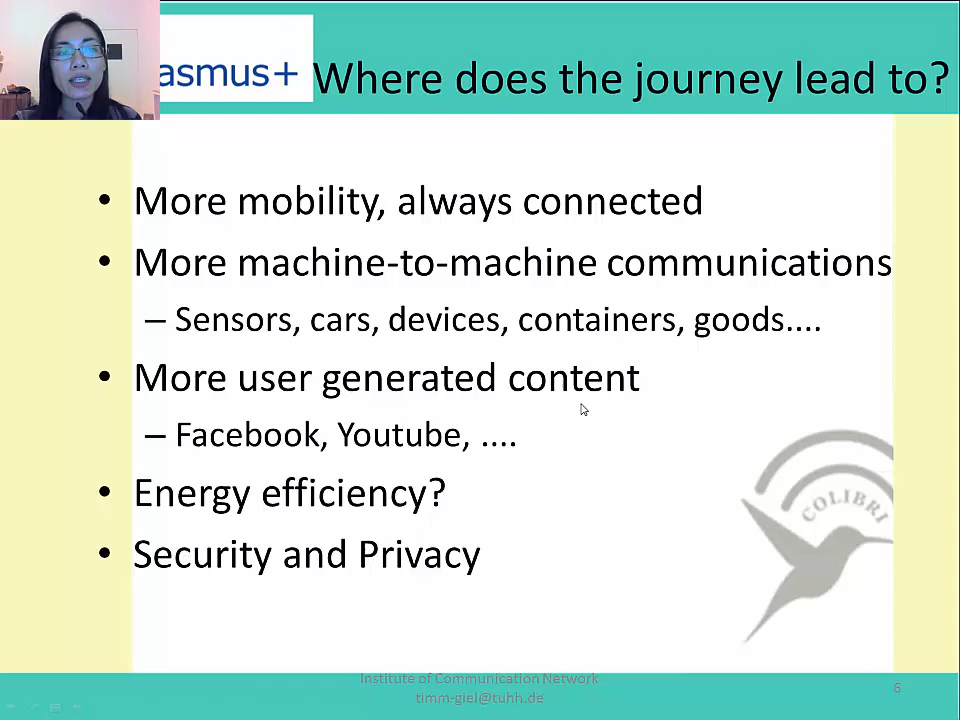 asmus+ Where does the journey lead to?
• More mobility, always connected
• More machine-to-machine communications
– Sensors, cars, devices, containers, goods....
• More user generated content
– Facebook, Youtube, ....
• Energy efficiency?
COLIBRI
• Security and Privacy
Institute of Communication Network
timm-giel@tuhh.de
6